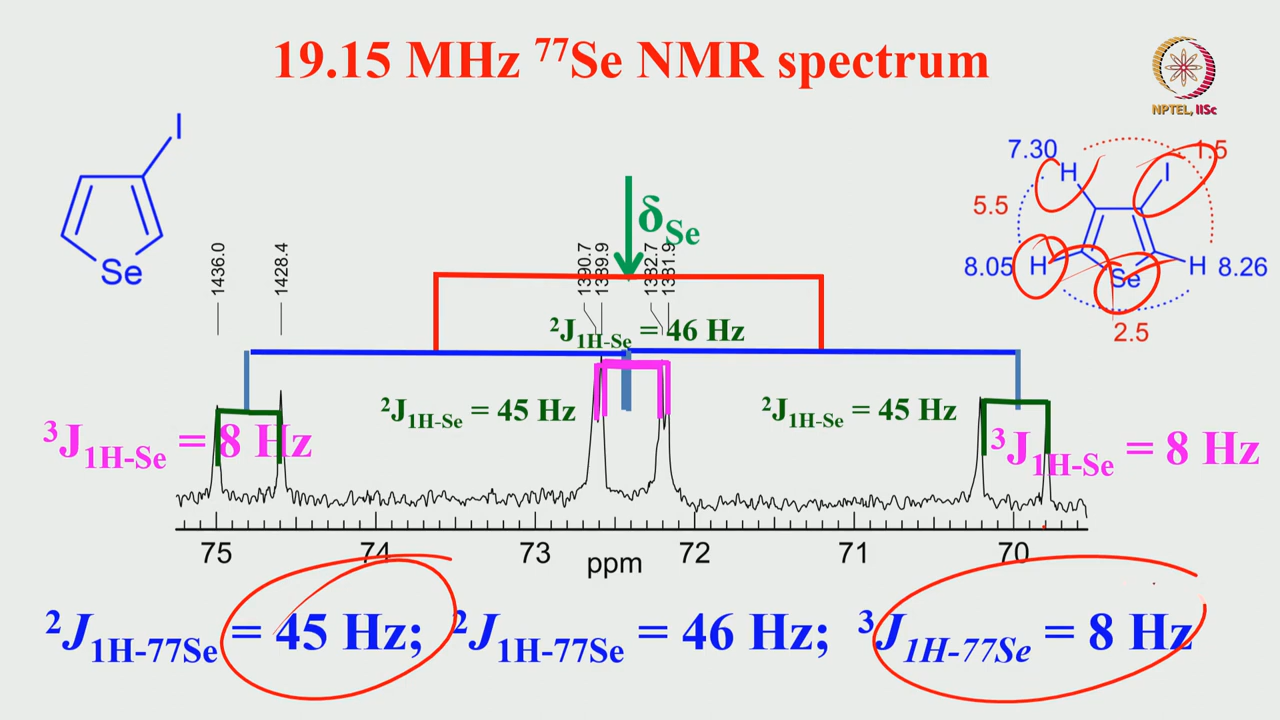 19.15 MHz ⁷⁷Se NMR spectrum
NPTEL, IISc
I
Se
7.30
H
I
1.5
5.5
8.05
H
Se
H
8.26
2.5
δSe
1436.0
1428.4
1390.7
1389.9
1382.7
1381.9
²J1H-Se = 46 Hz
²J1H-Se = 45 Hz
²J1H-Se = 45 Hz
³J1H-Se = 8 Hz
³J1H-Se = 8 Hz
75 74 73 72 71 70
ppm
²J1H-77Se = 45 Hz; ²J1H-77Se = 46 Hz; ³J1H-77Se = 8 Hz